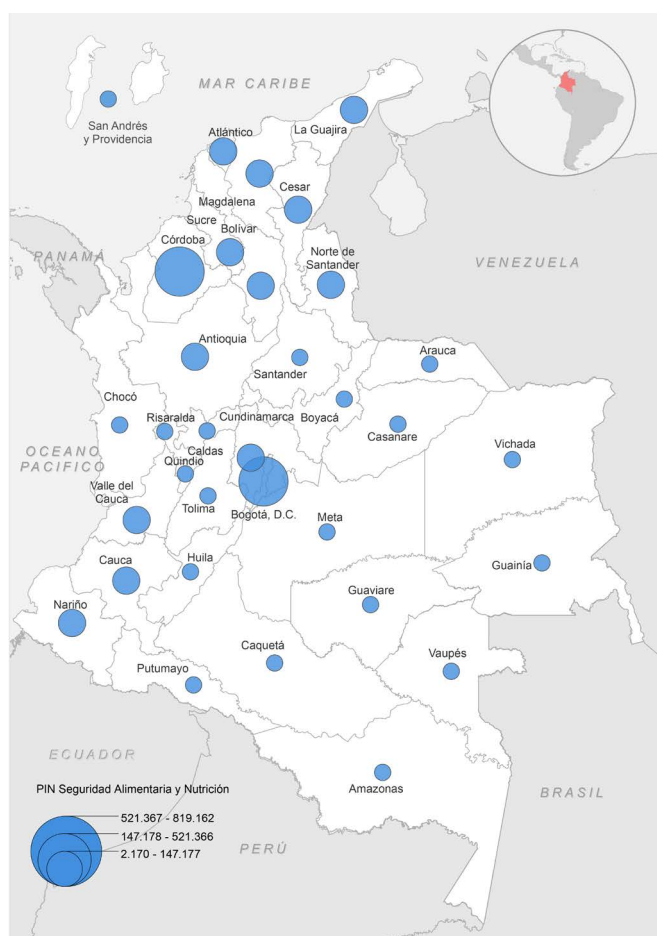 MAR CARIBE
San Andrés
y Providencia
La Guajira
Atlántico
Magdalena
Cesar
Sucre
Bolívar
Córdoba
Norte de
Santander
PANAMÁ
VENEZUELA
Antioquia
Santander
Arauca
Chocó
Risaralda
Cundinamarca
Boyacá
Casanare
Caldas
Quindió
OCEANO
PACIFICO
Vichada
Valle del
Cauca
Tolima
Bogotá, D.C.
Meta
Cauca
Huila
Guainía
Nariño
Guaviare
Caquetá
Vaupés
Putumayo
ECUADOR
Amazonas
BRASIL
PERÚ
PIN Seguridad Alimentaria y Nutrición
521.367 - 819.162
147.178 - 521.366
2.170 - 147.177